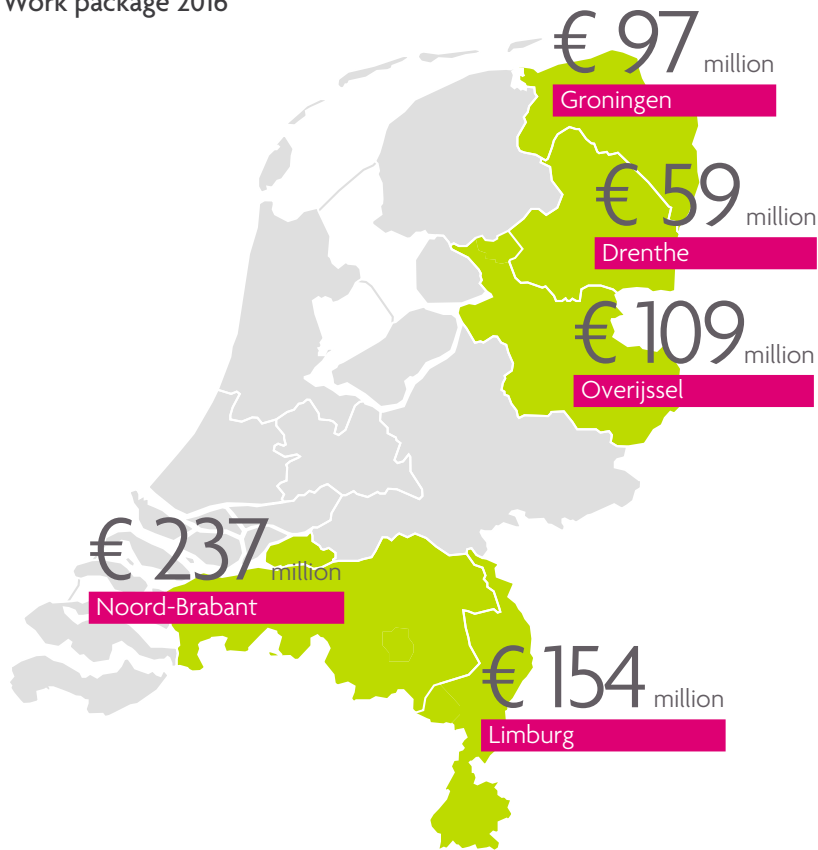 Work package 2016
€ 97 million
Groningen
€ 59 million
Drenthe
€ 109 million
Overijssel
€ 237 million
Noord-Brabant
€ 154 million
Limburg